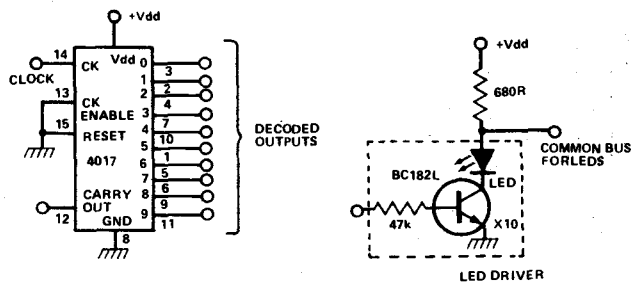 +Vdd
14
CLOCK
CK
Vdd
0
3
1
2
2
4
3
7
4
10
5
1
6
5
7
6
8
9
9
11
13
CK
ENABLE
15
RESET
4017
CARRY
OUT
12
GND
8
DECODED
OUTPUTS
+Vdd
680R
COMMON BUS
FORLEDS
BC182L
LED
47k
X10
LED DRIVER